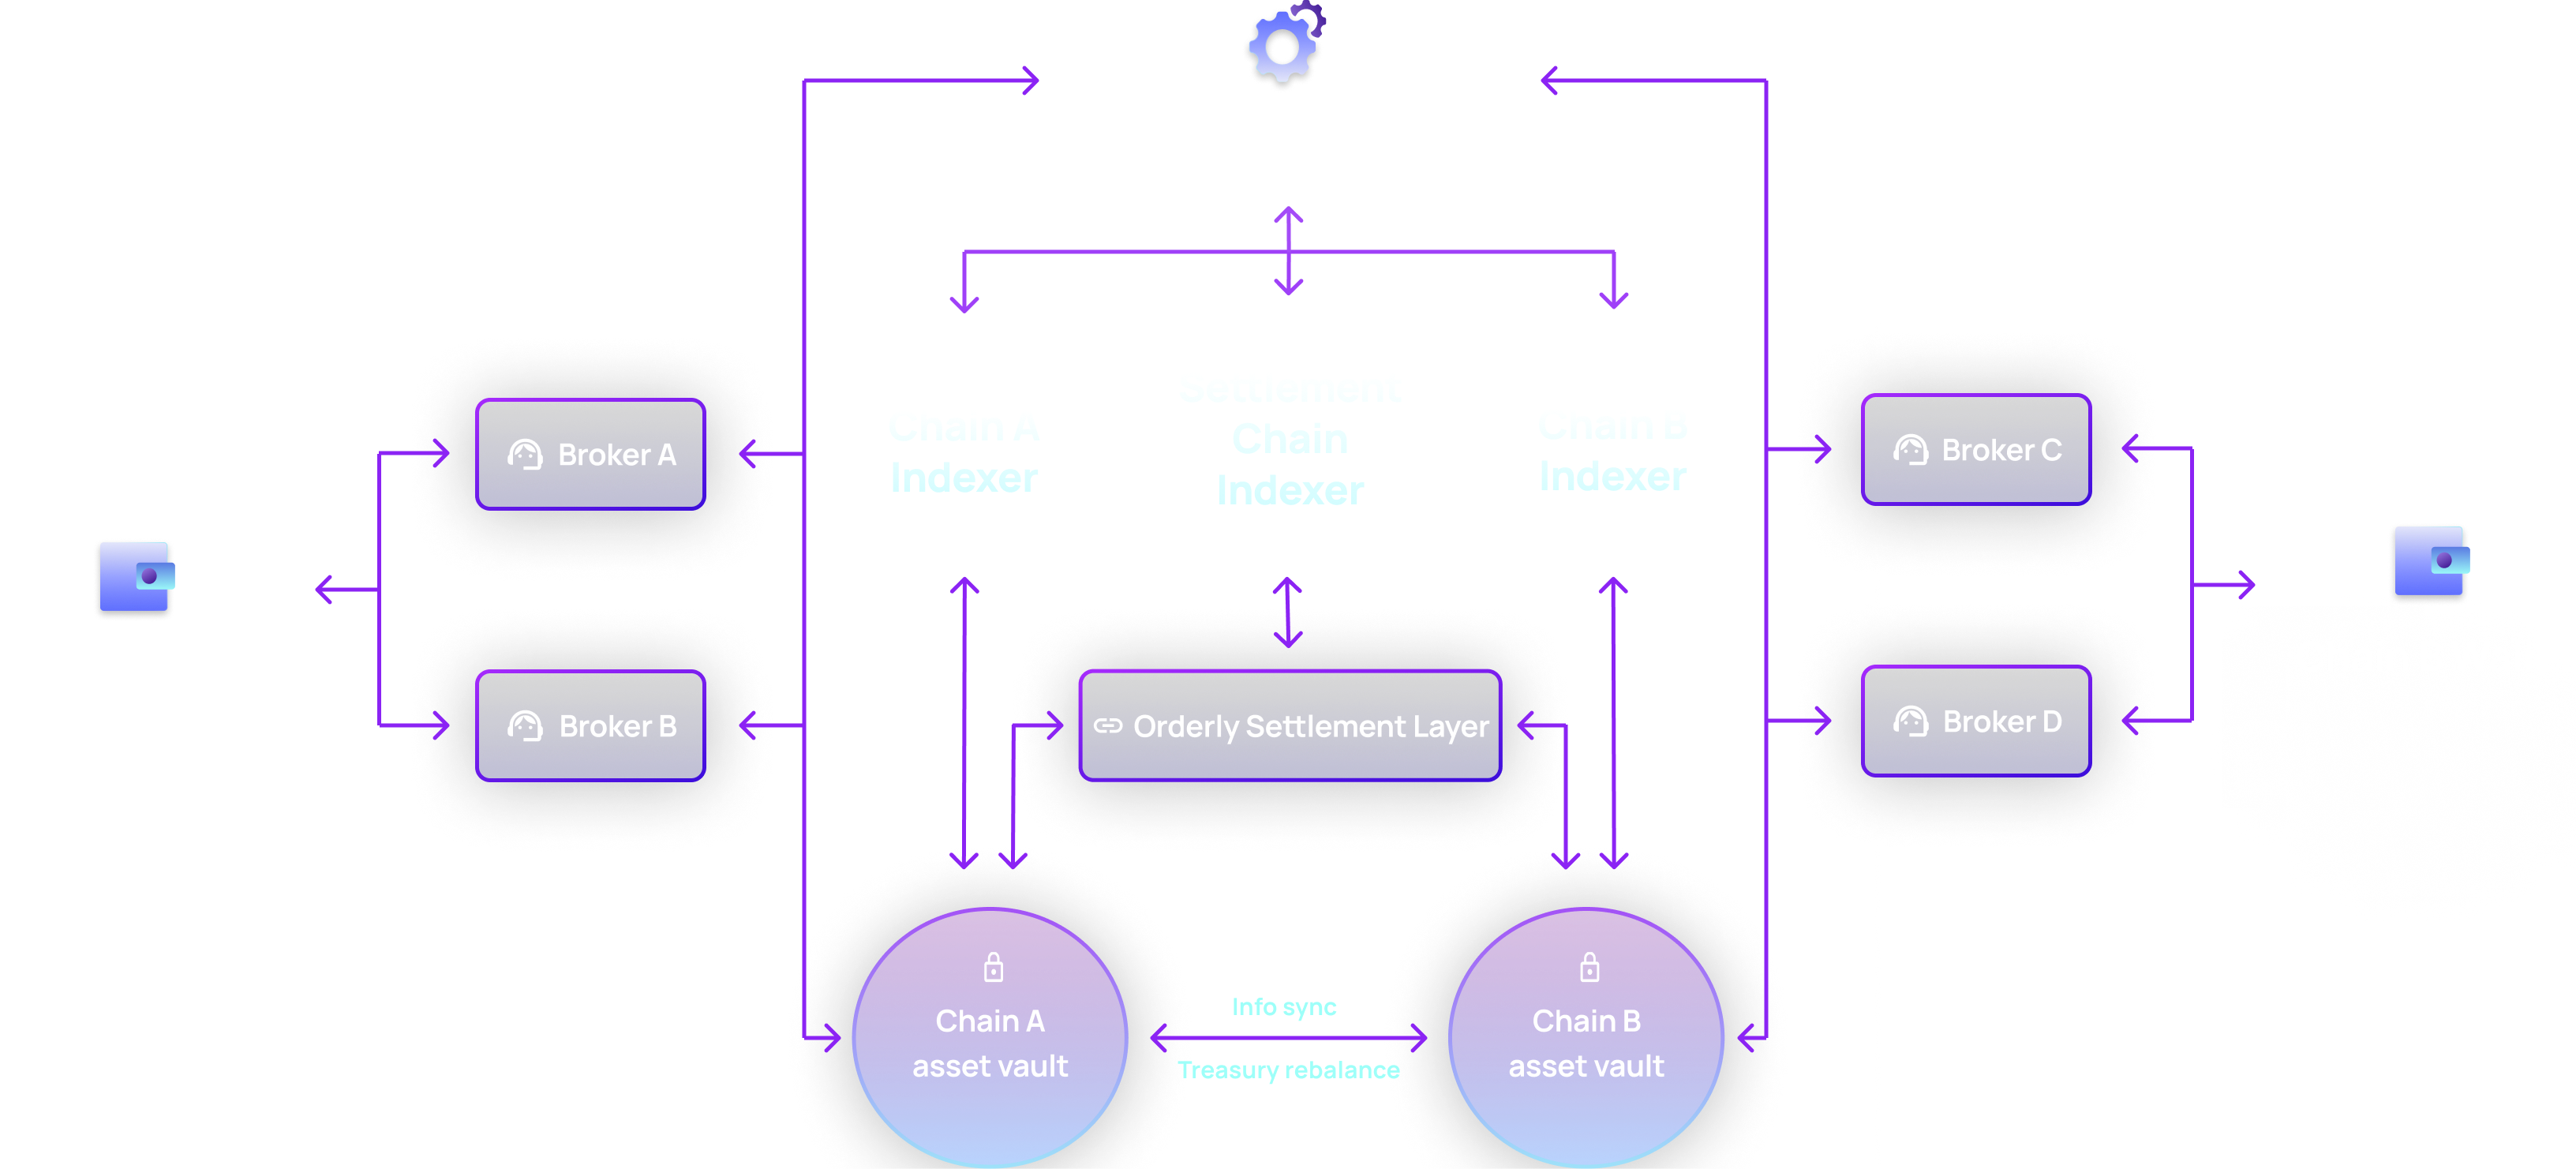 Settlement
Chain
Indexer
Chain A
Indexer
Chain B
Indexer
Broker A
Broker C
Broker B
Orderly Settlement Layer
Broker D
Chain A
asset vault
Info sync
Treasury rebalance
Chain B
asset vault